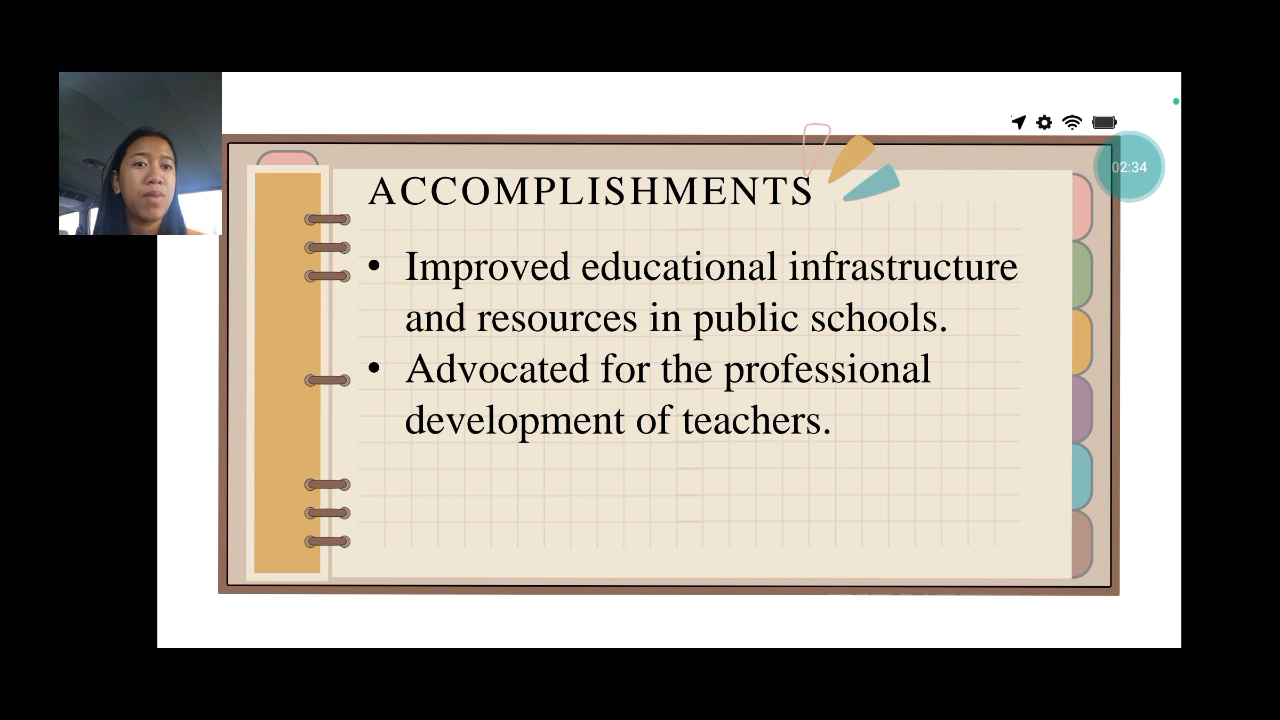 02:34
ACCOMPLISHMENTS
• Improved educational infrastructure
and resources in public schools.
• Advocated for the professional
development of teachers.